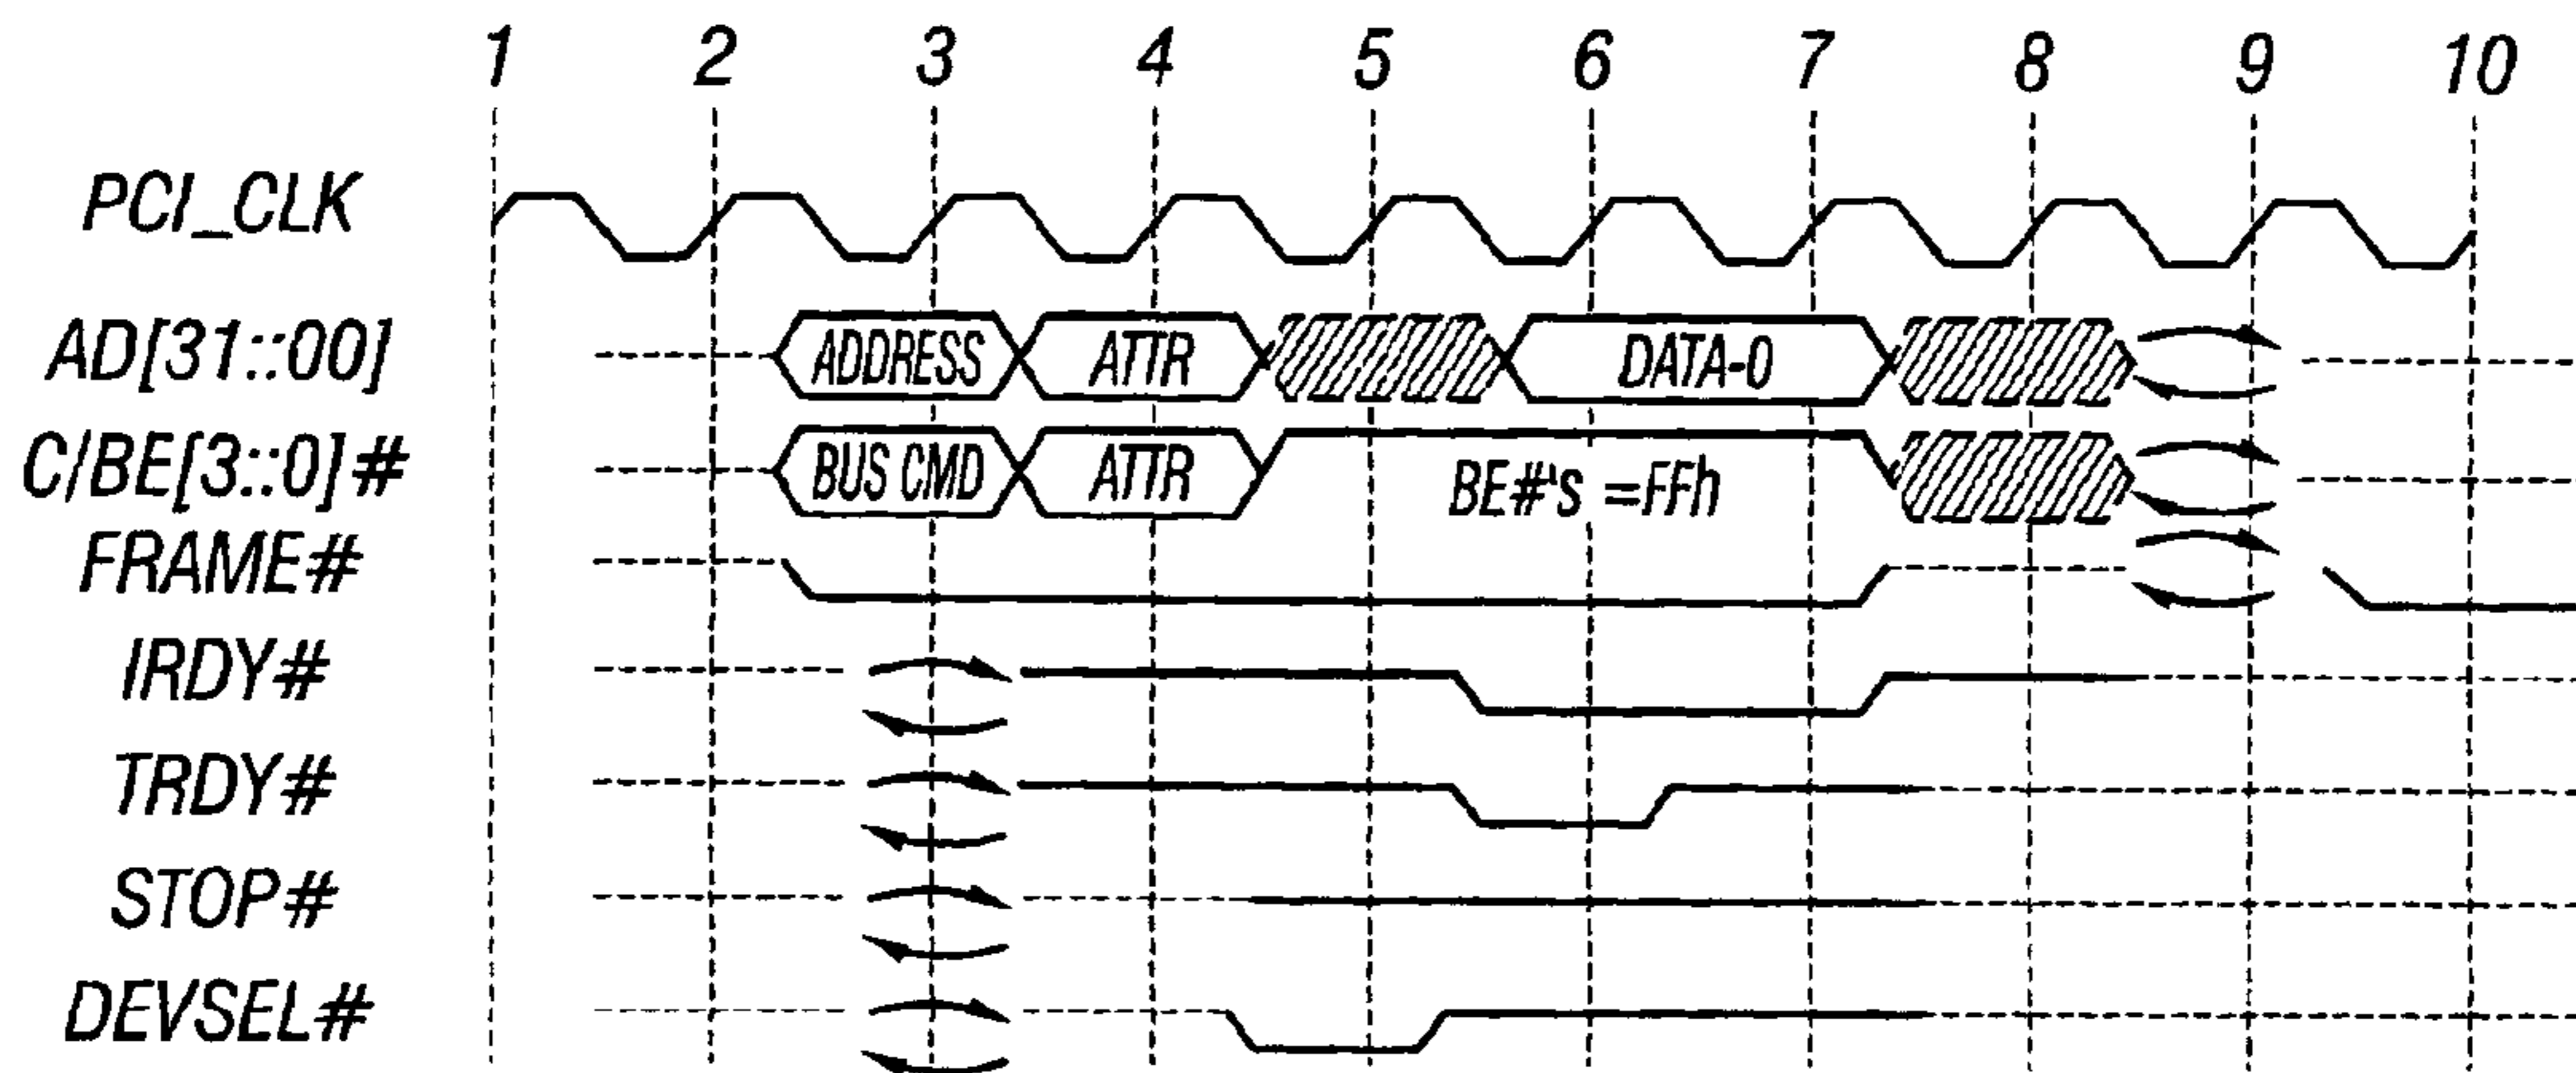 1 2 3 4 5 6 7 8 9 10
PCI_CLK
AD[31::00] ADDRESS ATTR DATA-0
C/BE[3::0]# BUS CMD ATTR BE#'s =FFh
FRAME#
IRDY#
TRDY#
STOP#
DEVSEL#